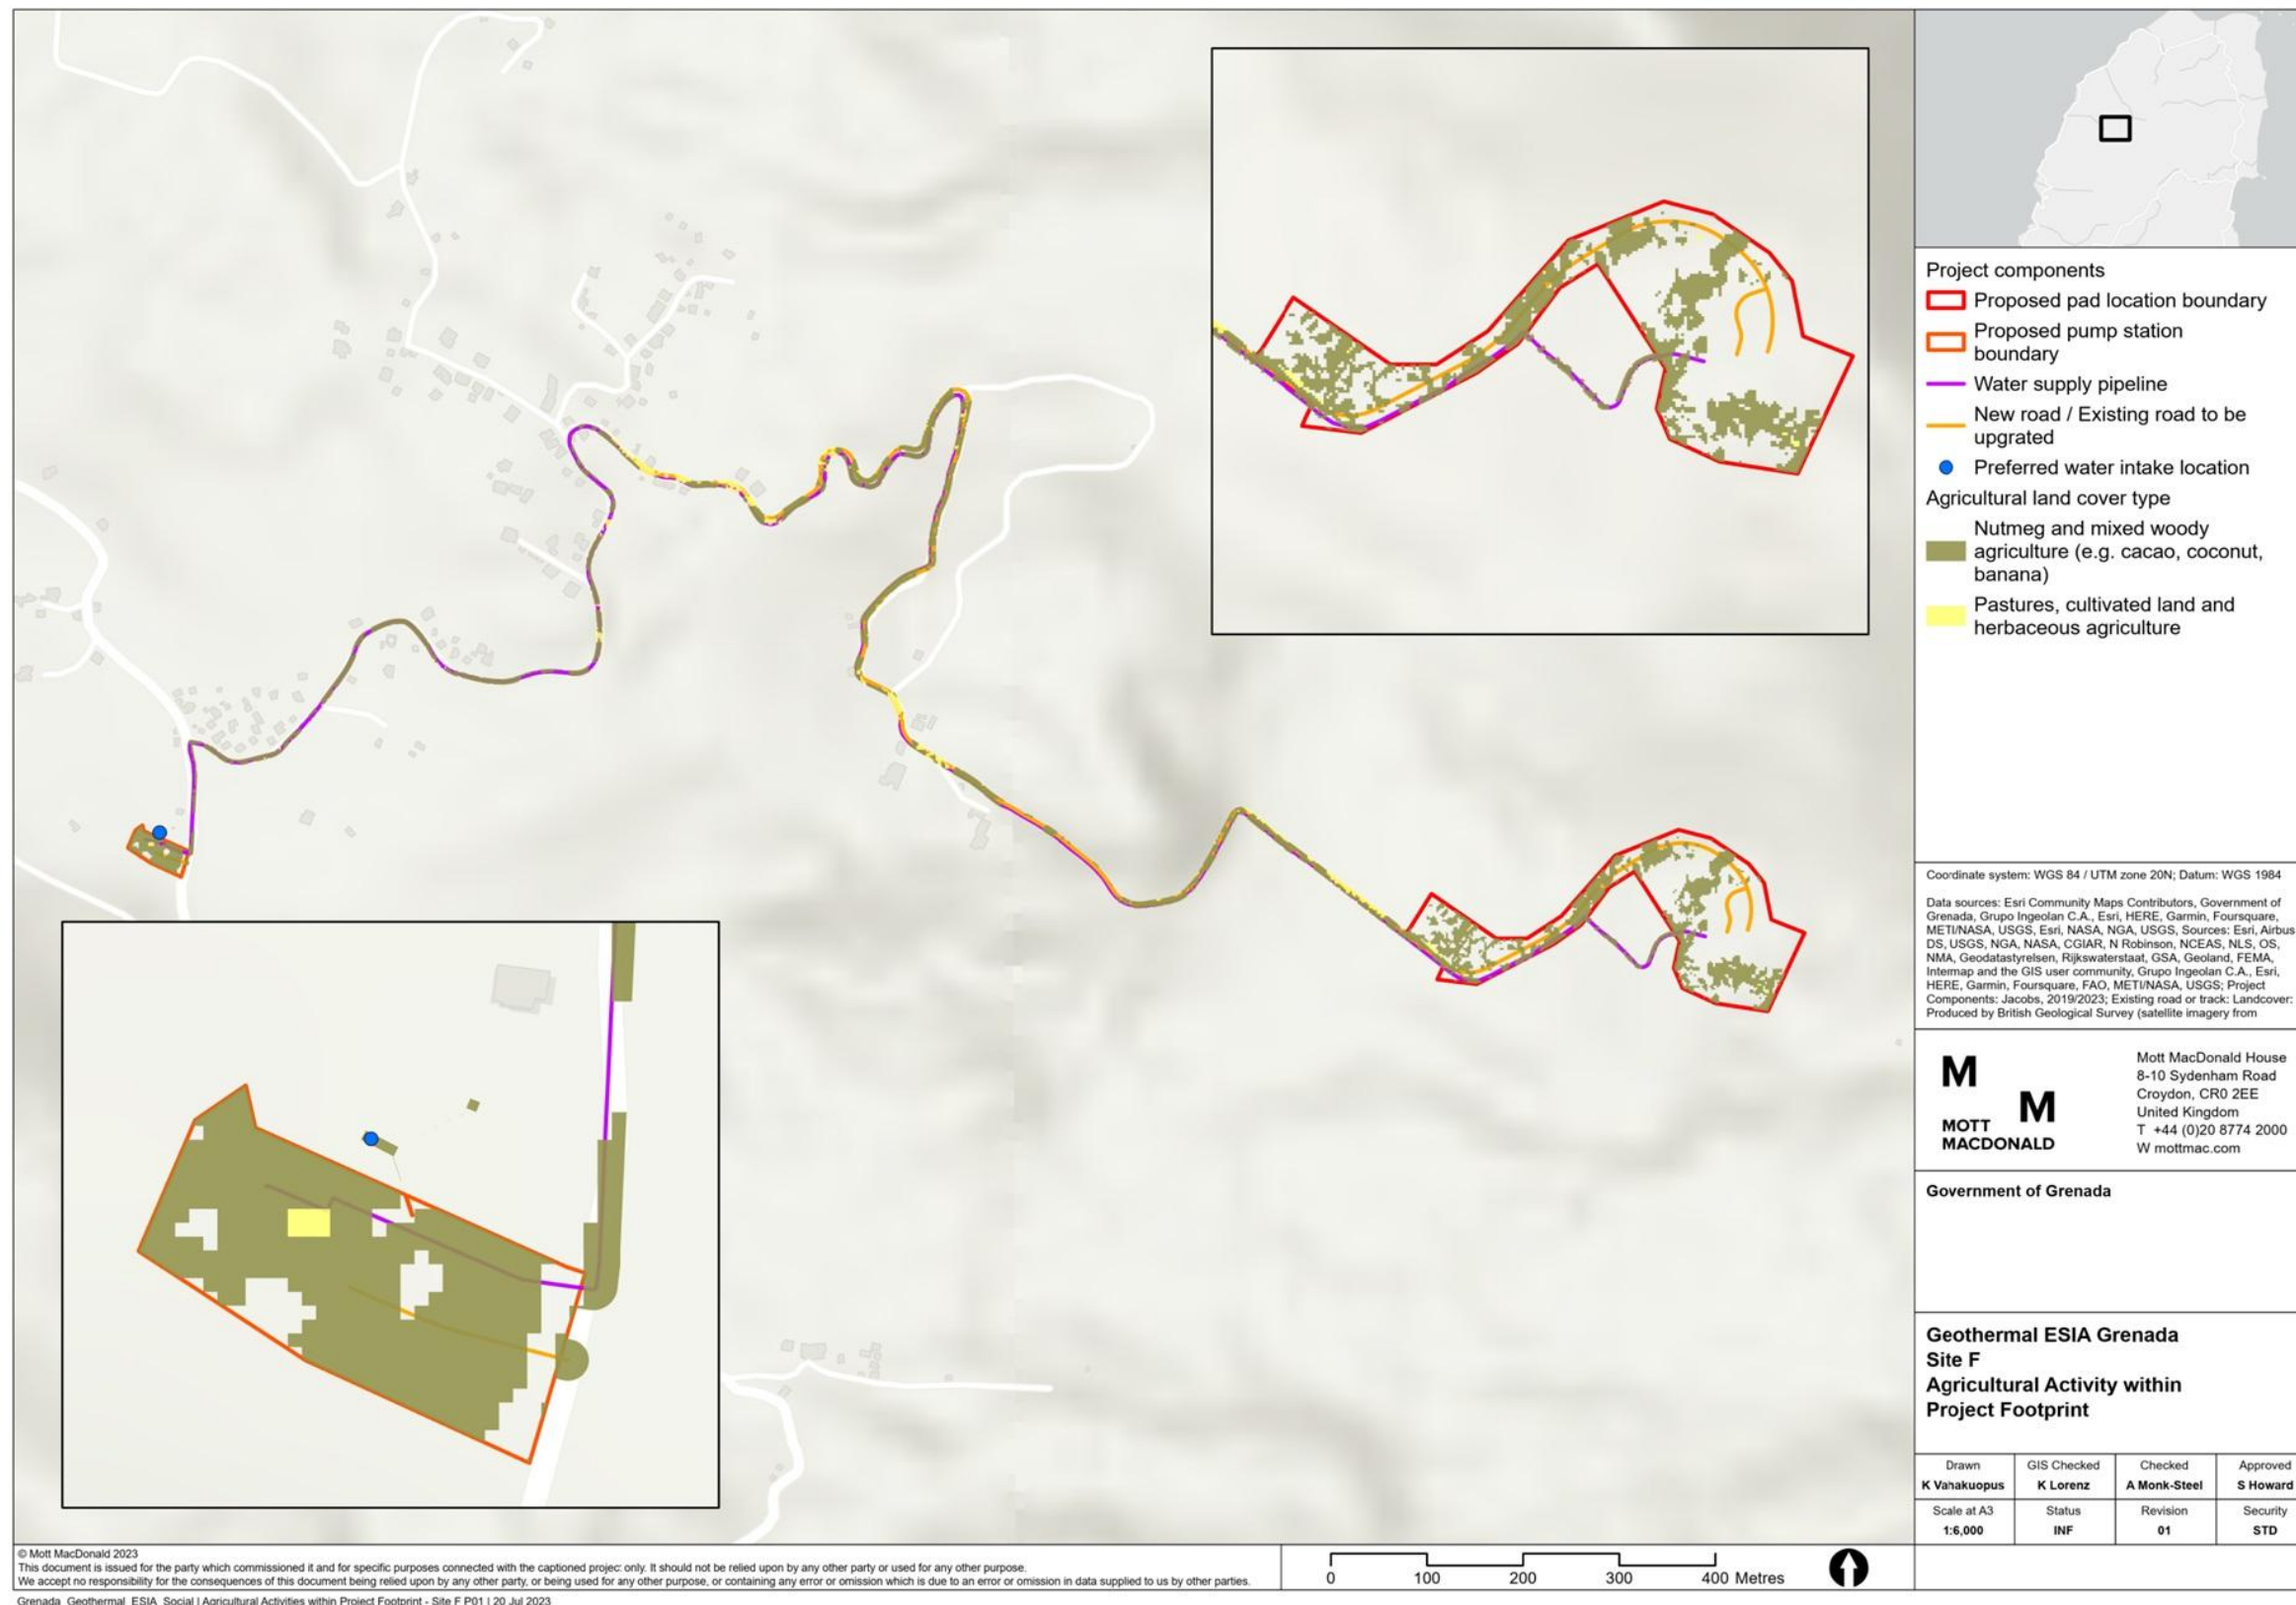 Project components
Proposed pad location boundary
Proposed pump station
boundary
Water supply pipeline
New road / Existing road to be
upgrated
Preferred water intake location
Agricultural land cover type
Nutmeg and mixed woody
agriculture (e.g. cacao, coconut,
banana)
Pastures, cultivated land and
herbaceous agriculture
Coordinate system: WGS 84 / UTM zone 20N; Datum: WGS 1984
Data sources: Esri Community Maps Contributors, Government of
Grenada, Grupo Ingeolan C.A., Esri, HERE, Garmin, Foursquare,
METI/NASA, USGS, Esri, NASA, NGA, USGS, Sources: Esri, Airbus
DS, USGS, NGA, NASA, CGIAR, N Robinson, NCEAS, NLS, OS,
NMA, Geodatastyrelsen, Rijkswaterstaat, GSA, Geoland, FEMA,
Intermap and the GIS user community, Grupo Ingeolan C.A., Esri,
HERE, Garmin, Foursquare, FAO, METI/NASA, USGS; Project
Components: Jacobs, 2019/2023; Existing road or track: Landcover:
Produced by British Geological Survey (satellite imagery from
M
M
MOTT
MACDONALD
Mott MacDonald House
8-10 Sydenham Road
Croydon, CR0 2EE
United Kingdom
T +44 (0)20 8774 2000
W mottmac.com
Government of Grenada
Geothermal ESIA Grenada
Site F
Agricultural Activity within
Project Footprint
Drawn GIS Checked Checked Approved
K Vahakuopus K Lorenz A Monk-Steel S Howard
Scale at A3 Status Revision Security
1:6,000 INF 01 STD
© Mott MacDonald 2023
This document is issued for the party which commissioned it and for specific purposes connected with the captioned project only. It should not be relied upon by any other party or used for any other purpose.
We accept no responsibility for the consequences of this document being relied upon by any other party, or being used for any other purpose, or containing any error or omission which is due to an error or omission in data supplied to us by other parties.
0 100 200 300 400 Metres
Grenada_Geothermal_ESIA_Social | Agricultural Activities within Project Footprint - Site F P01 | 20 Jul 2023